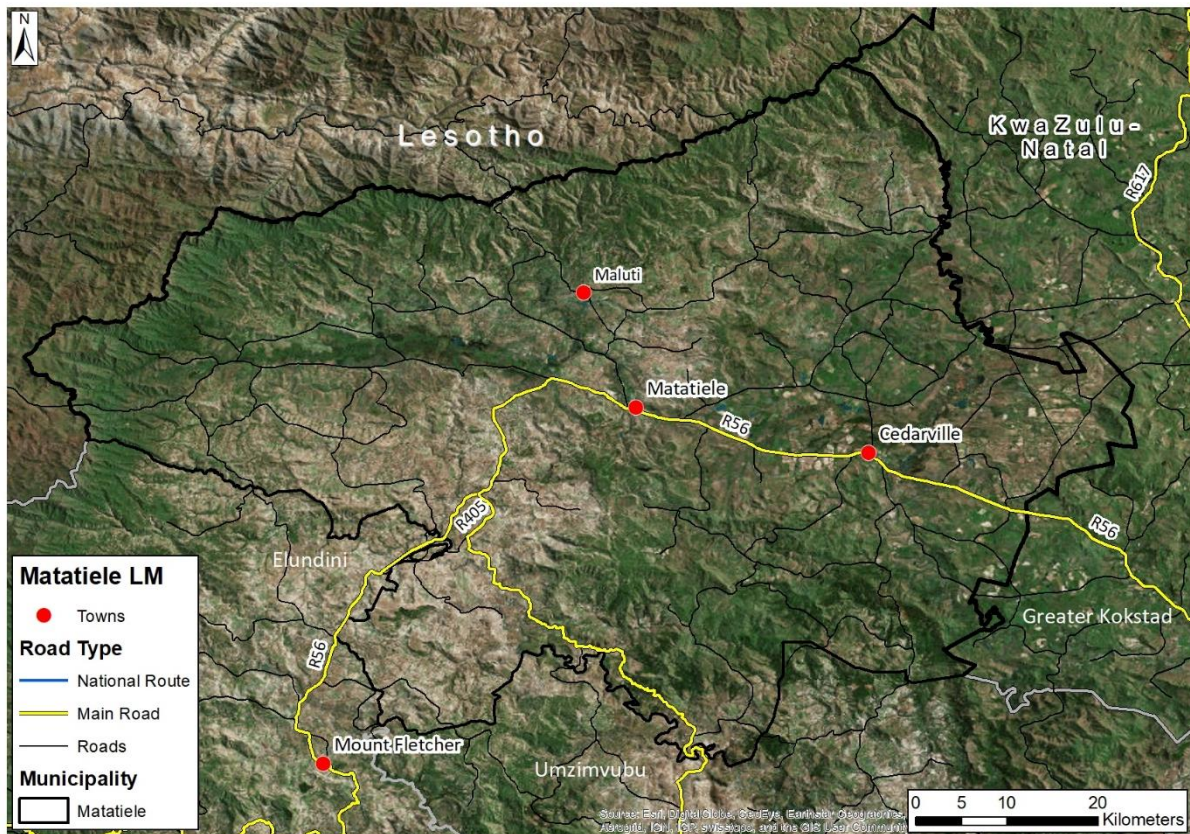 N
Lesotho
KwaZulu-
Natal
R617
Maluti
Matatiele
R56
Cedarville
R405
R56
Elundini
Greater Kokstad
R56
Mount Fletcher
Umzimvubu
Matatiele LM
Towns
Road Type
National Route
Main Road
Roads
Municipality
Matatiele
Source: Esri, DigitalGlobe, GeoEye, Earthstar Geographics,
and the GIS User Community
0 5 10 20
Kilometers